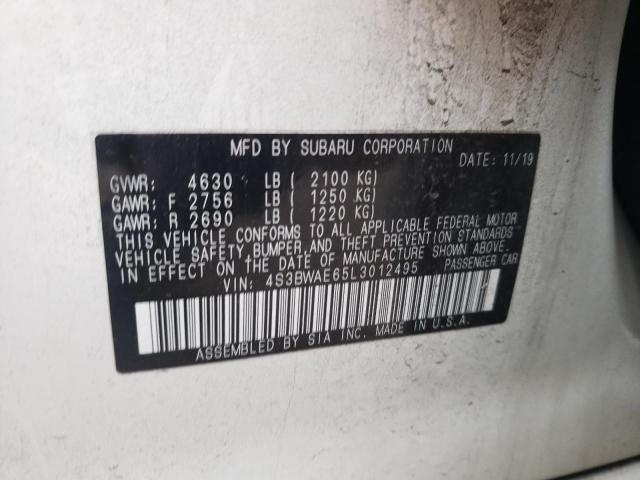 MFD BY SUBARU CORPORATION
DATE: 11/19
GVWR: 4630 LB ( 2100 KG)
GAWR: F 2756 LB ( 1250 KG)
GAWR: R 2690 LB ( 1220 KG)
THIS VEHICLE CONFORMS TO ALL APPLICABLE FEDERAL MOTOR
VEHICLE SAFETY, BUMPER, AND THEFT PREVENTION STANDARDS
IN EFFECT ON THE DATE OF MANUFACTURE SHOWN ABOVE.
VIN: 4S3BWAE65L3012495 PASSENGER CAR
ASSEMBLED BY SIA INC. MADE IN U.S.A.